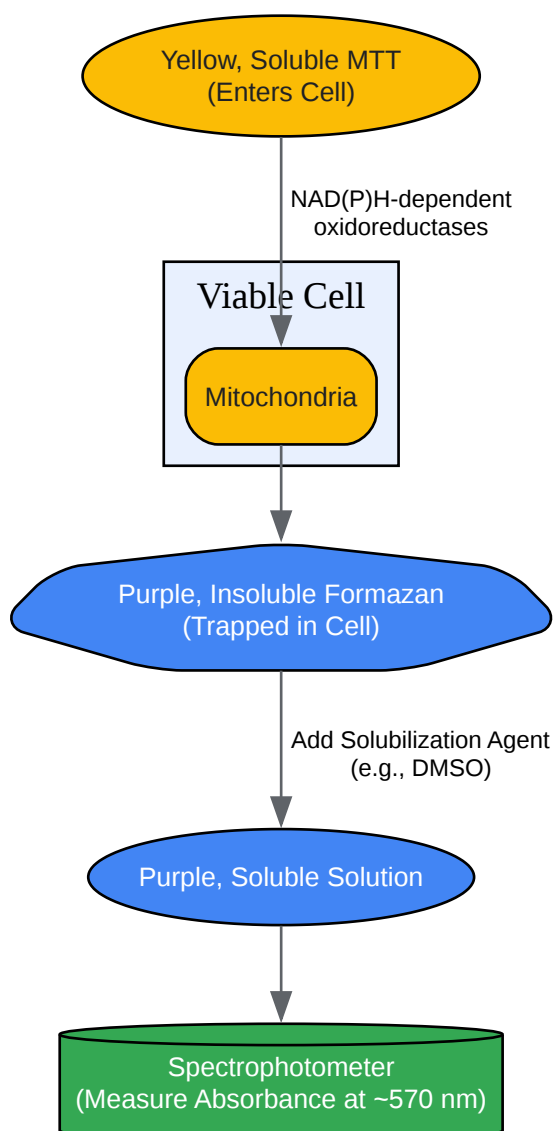 Yellow, Soluble MTT
(Enters Cell)
NAD(P)H-dependent
oxidoreductases
Viable Cell
Mitochondria
Purple, Insoluble Formazan
(Trapped in Cell)
Add Solubilization Agent
(e.g., DMSO)
Purple, Soluble Solution
Spectrophotometer
(Measure Absorbance at ~570 nm)